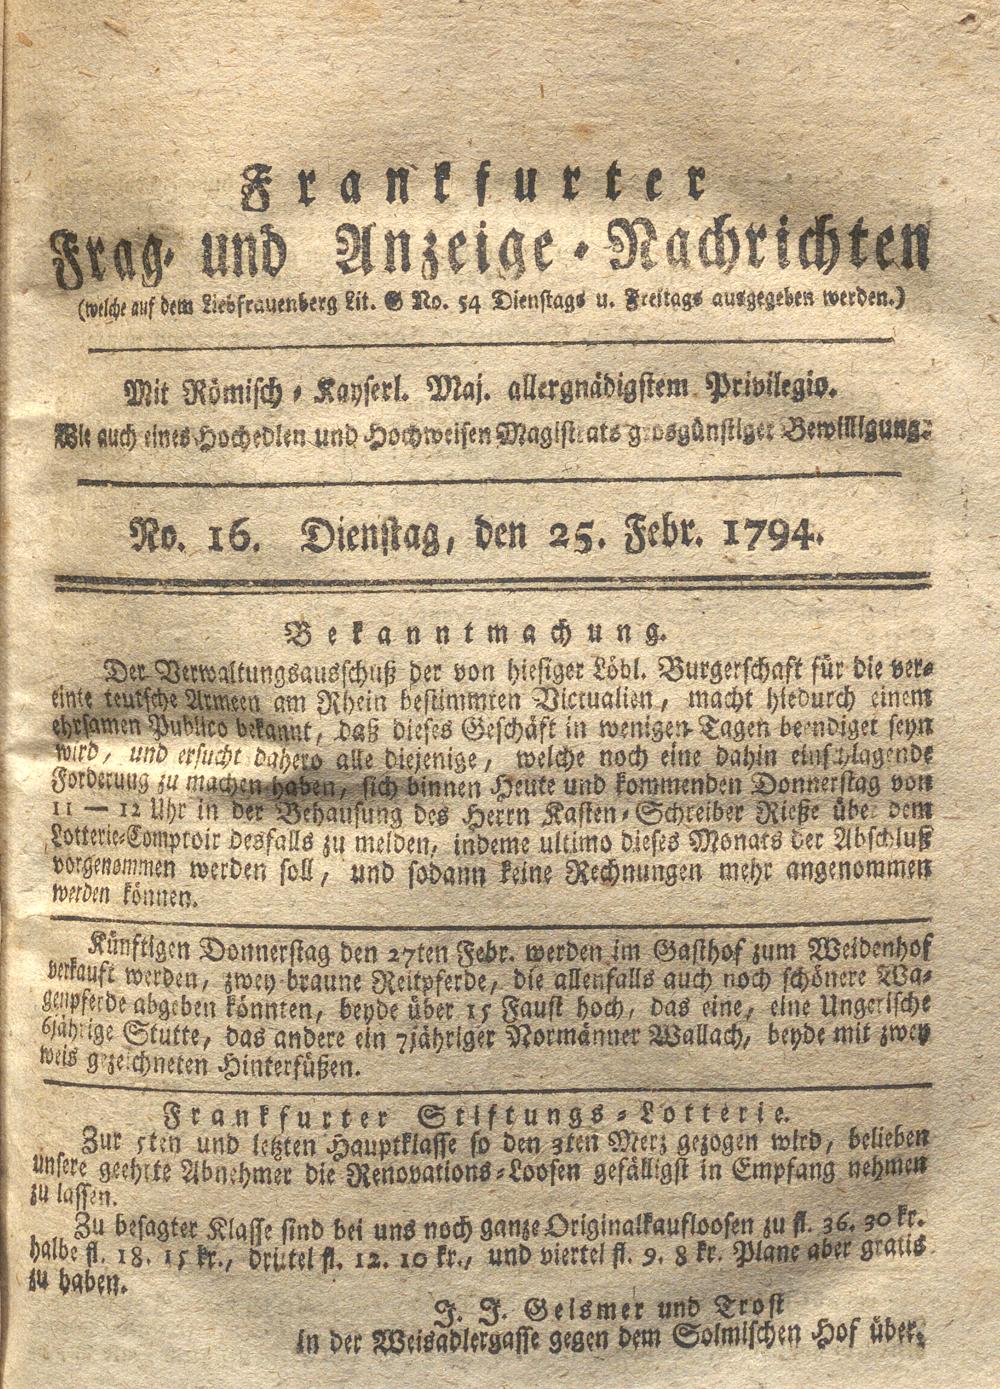 Frankfurter
Frag- und Anzeige-Nachrichten
(welche auf dem Liebfrauenberg Lit. G No. 54 Dienstags u. Freitags ausgegeben werden.)
Mit Römisch-Kayserl. Maj. allergnädigstem Privilegio.
Wie auch eines Hochedlen und Hochweisen Magistrats grosgünstiger Bewilligung.
No. 16. Dienstag, den 25. Febr. 1794.
Bekanntmachung.
Der Verwaltungsausschuß der von hiesiger Löbl. Burgerschaft für die ver-
einte teutsche Armeen am Rhein bestimmten Victualien, macht hiedurch einem
ehrsamen Publico bekannt, daß dieses Geschäft in wenigen Tagen beendiget seyn
wird, und ersucht dahero alle diejenige, welche noch eine dahin einschlagende
Forderung zu machen haben, sich binnen Heute und kommenden Donnerstag von
11 — 12 Uhr in der Behausung des Herrn Kasten-Schreiber Rieße über dem
Lotterie-Comptoir desfalls zu melden, indeme ultimo dieses Monats der Abschluß
vorgenommen werden soll, und sodann keine Rechnungen mehr angenommen
werden können.
Künftigen Donnerstag den 27ten Febr. werden im Gasthof zum Weidenhof
verkauft werden, zwey braune Reitpferde, die allenfalls auch noch schönere Wa-
genpferde abgeben könnten, beyde über 15 Faust hoch, das eine, eine Ungerische
6jährige Stutte, das andere ein 7jähriger Normänner Wallach, beyde mit zwey
weis gezeichneten Hinterfüßen.
Frankfurter Stiftungs-Lotterie.
Zur 5ten und letzten Hauptklasse so den 3ten Merz gezogen wird, belieben
unsere geehrte Abnehmer die Renovations-Loosen gefälligst in Empfang nehmen
zu lassen.
Zu besagter Klasse sind bei uns noch ganze Originalkaufloosen zu fl. 36. 30 kr.
halbe fl. 18. 15 kr., drittel fl. 12. 10 kr., und viertel fl. 9. 8 kr. Plane aber gratis
zu haben.
J. J. Geismer und Trost
in der Weisadlergasse gegen dem Solmischen Hof über.